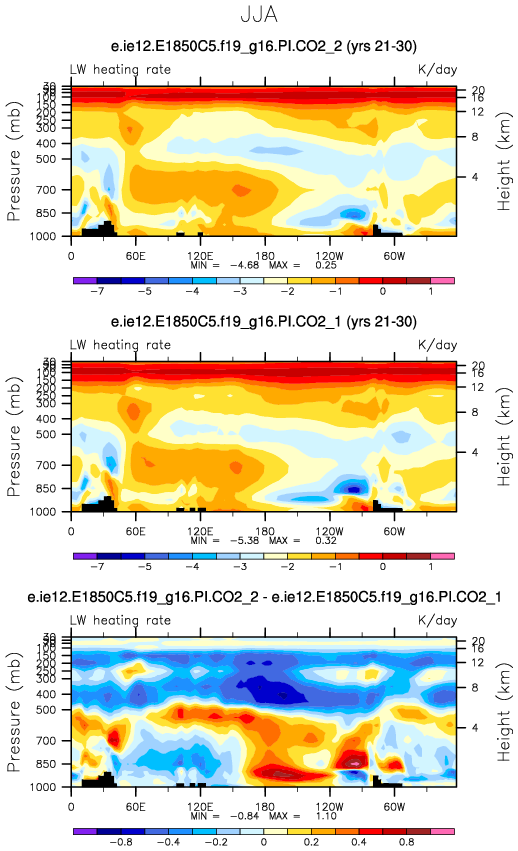 JJA
e.ie12.E1850C5.f19_g16.PI.CO2_2 (yrs 21-30)
LW heating rate K/day
30
50
70
100
150
200
250
300
400
500
700
850
1000
Pressure (mb)
20
16
12
8
4
Height (km)
0 60E 120E 180 120W 60W
MIN = -4.68 MAX = 0.25
-7 -5 -4 -3 -2 -1 0 1
e.ie12.E1850C5.f19_g16.PI.CO2_1 (yrs 21-30)
LW heating rate K/day
30
50
70
100
150
200
250
300
400
500
700
850
1000
Pressure (mb)
20
16
12
8
4
Height (km)
0 60E 120E 180 120W 60W
MIN = -5.38 MAX = 0.32
-7 -5 -4 -3 -2 -1 0 1
e.ie12.E1850C5.f19_g16.PI.CO2_2 - e.ie12.E1850C5.f19_g16.PI.CO2_1
LW heating rate K/day
30
50
70
100
150
200
250
300
400
500
700
850
1000
Pressure (mb)
20
16
12
8
4
Height (km)
0 60E 120E 180 120W 60W
MIN = -0.84 MAX = 1.10
-0.8 -0.4 -0.2 0 0.2 0.4 0.8